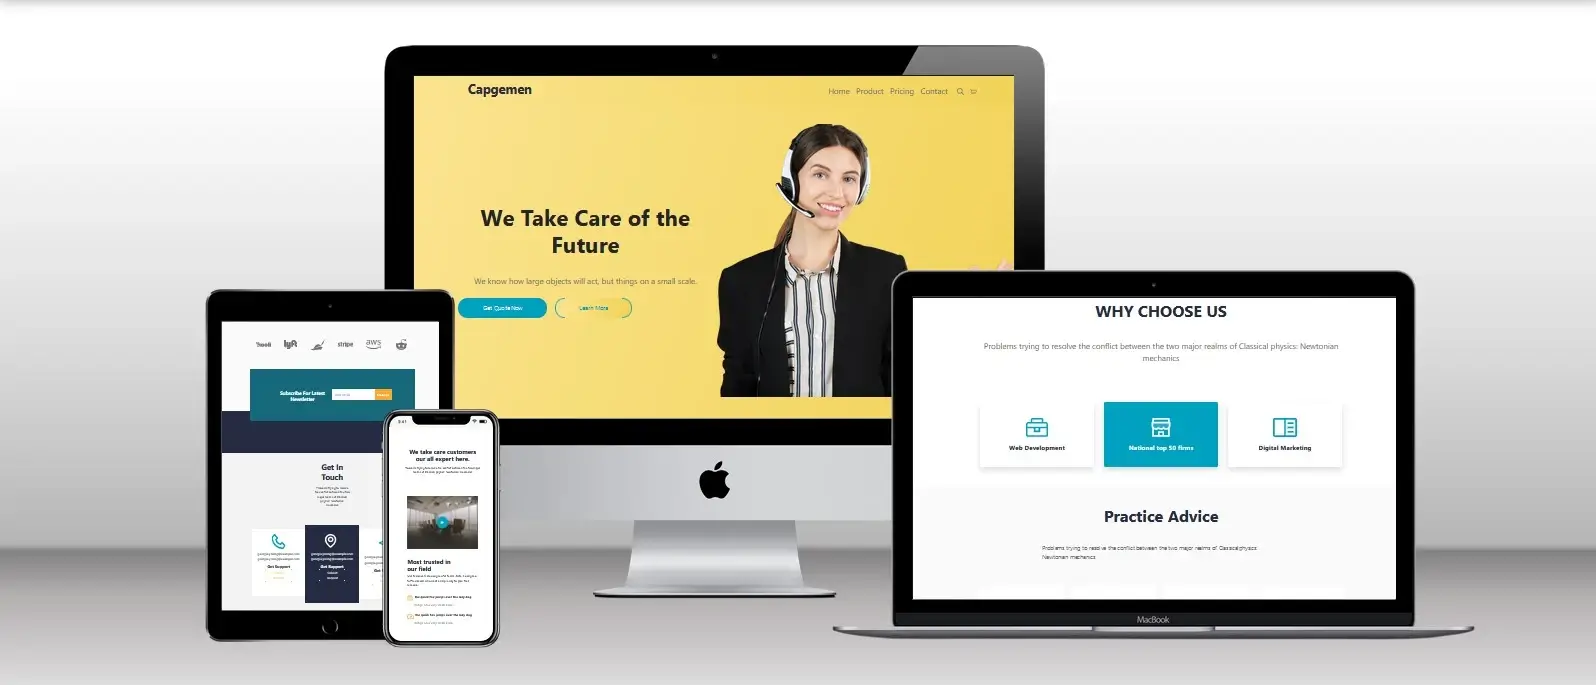 Capgemen
Home Product Pricing Contact
We Take Care of the
Future
We know how large objects will act, but things on a small scale.
Get Quote Now Learn More
lyft stripe aws
Subscribe For Latest
Newsletter
Get In
Touch
Get Support Get Support
9:41
We take care customers
our all expert here.
Most trusted in
our field
WHY CHOOSE US
Problems trying to resolve the conflict between the two major realms of Classical physics: Newtonian
mechanics
Web Development National top 50 firms Digital Marketing
Practice Advice
Problems trying to resolve the conflict between the two major realms of Classical physics:
Newtonian mechanics
MacBook